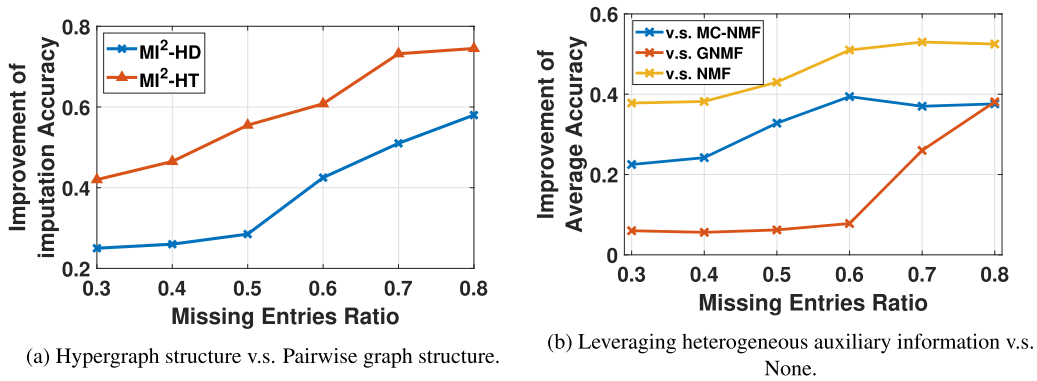 0.8
0.6
0.4
0.2
Improvement of
imputation Accuracy
MI²-HD
MI²-HT
0.3 0.4 0.5 0.6 0.7 0.8
Missing Entries Ratio
(a) Hypergraph structure v.s. Pairwise graph structure.
0.6
0.4
0.2
0
Improvement of
Average Accuracy
v.s. MC-NMF
v.s. GNMF
v.s. NMF
0.3 0.4 0.5 0.6 0.7 0.8
Missing Entries Ratio
(b) Leveraging heterogeneous auxiliary information v.s.
None.